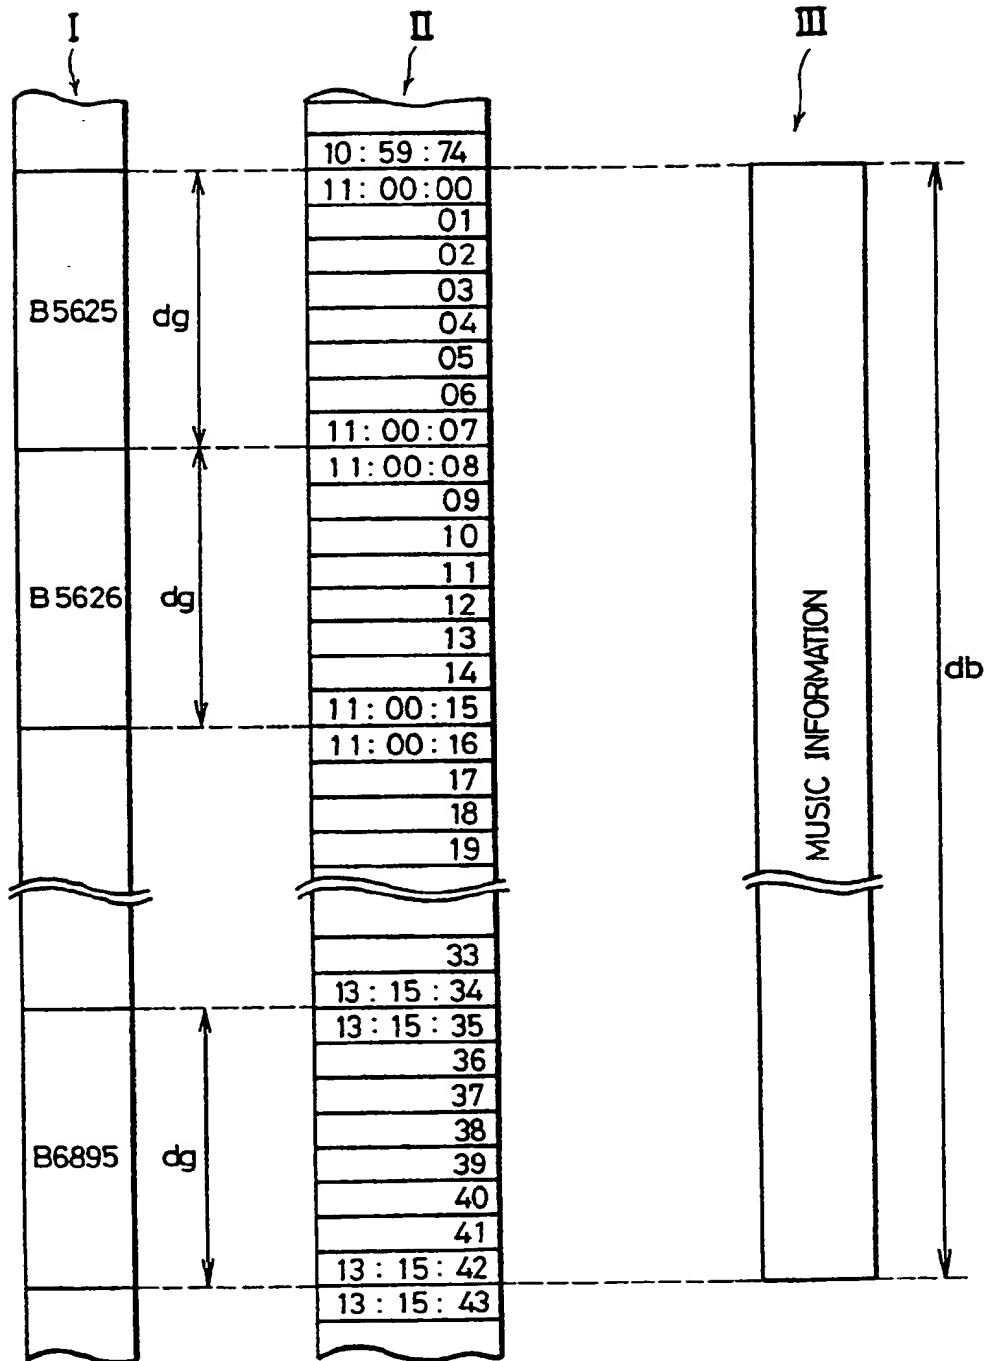 I
II
III
10 : 59 : 74
11 : 00 : 00
01
02
03
B5625
dg
04
05
06
11 : 00 : 07
11 : 00 : 08
09
10
11
B5626
dg
12
13
14
11 : 00 : 15
11 : 00 : 16
17
18
19
MUSIC INFORMATION
db
33
13 : 15 : 34
13 : 15 : 35
36
37
38
B6895
dg
39
40
41
13 : 15 : 42
13 : 15 : 43